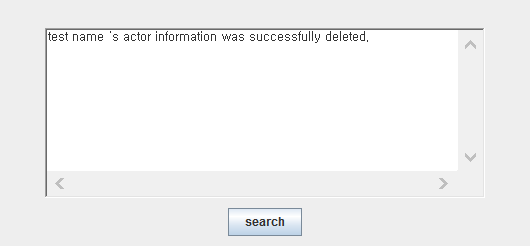 test name 's actor information was successfully deleted.
search